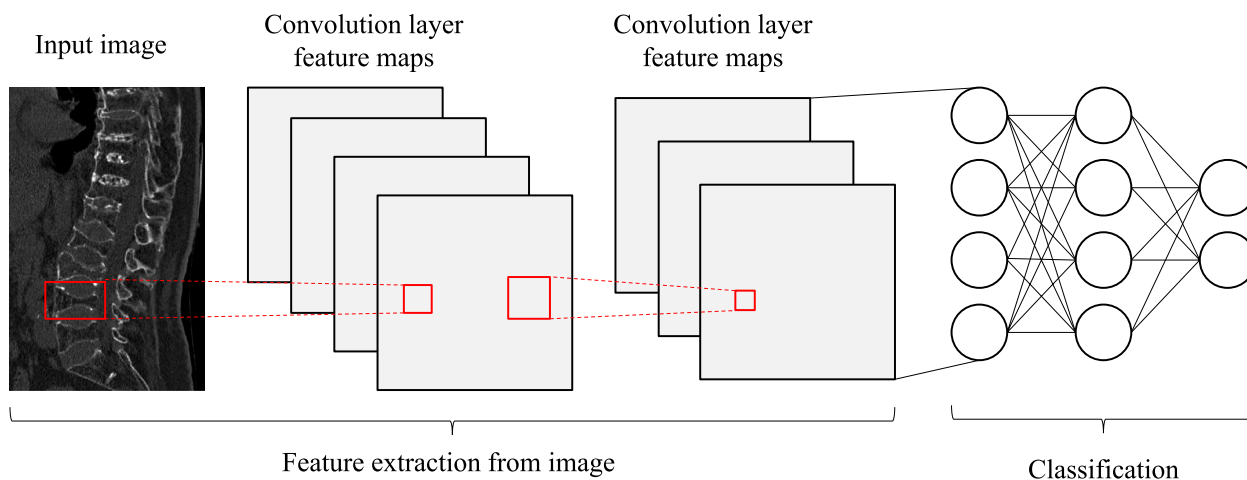 Input image
Convolution layer
feature maps
Convolution layer
feature maps
Feature extraction from image
Classification